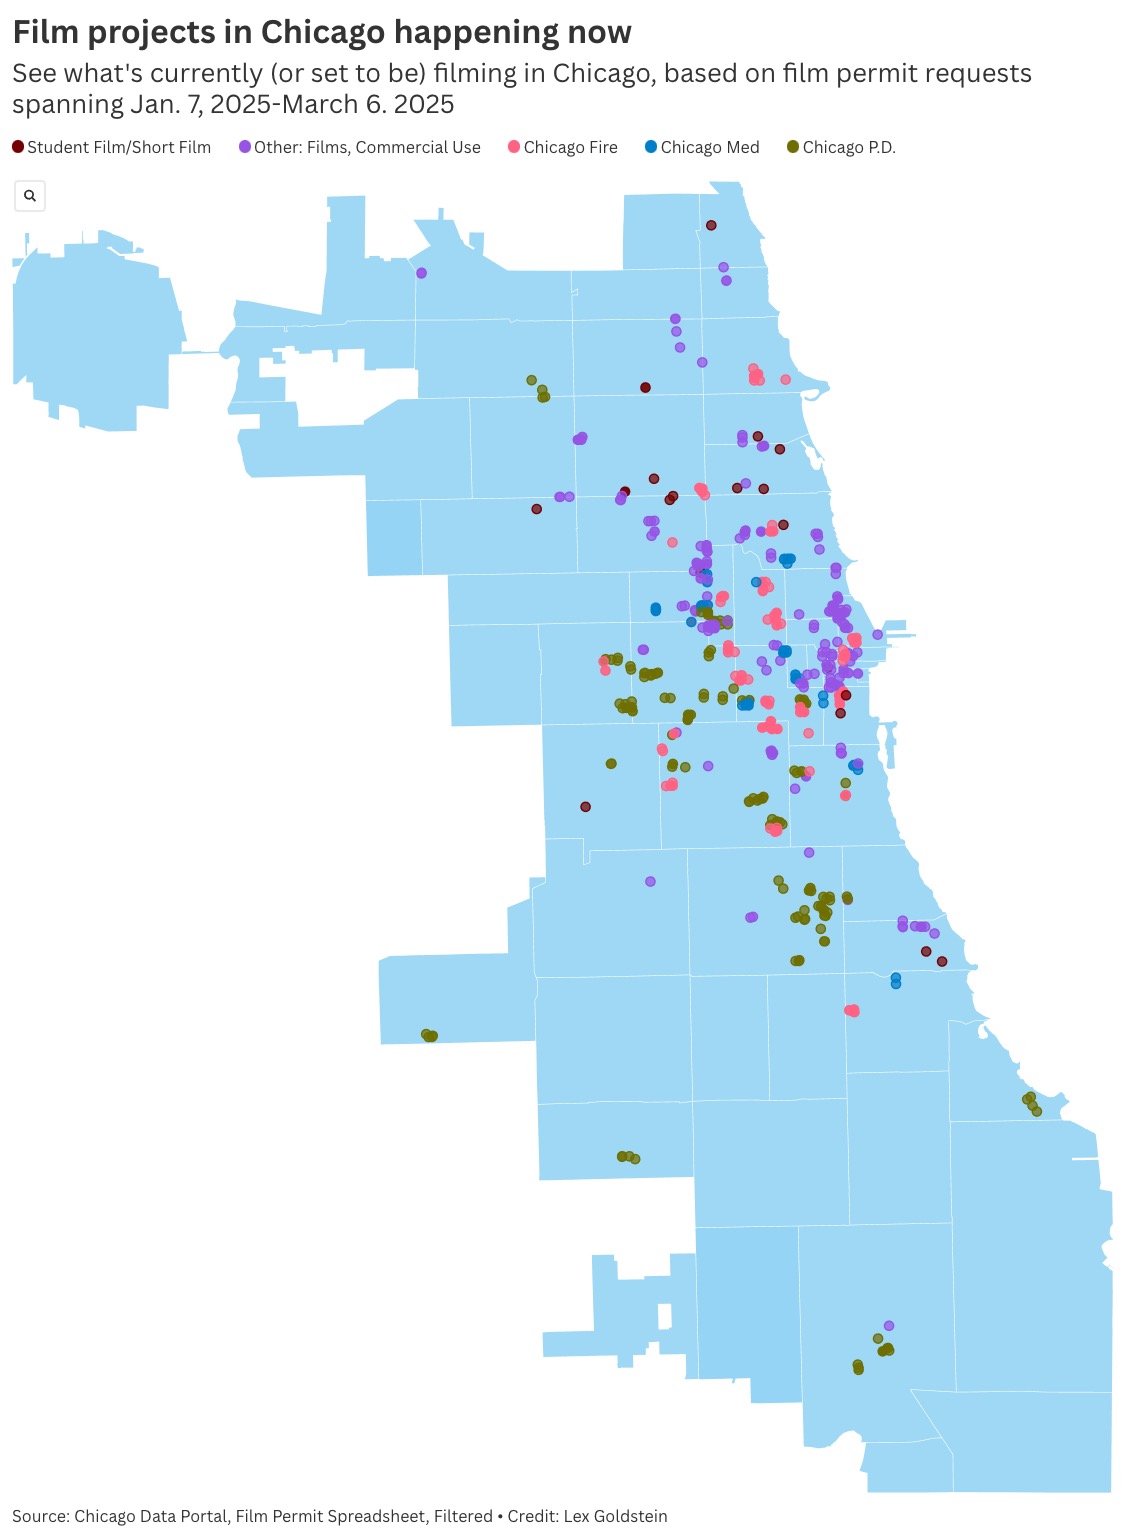 Film projects in Chicago happening now
See what's currently (or set to be) filming in Chicago, based on film permit requests
spanning Jan. 7, 2025-March 6. 2025
Student Film/Short Film Other: Films, Commercial Use Chicago Fire Chicago Med Chicago P.D.
Source: Chicago Data Portal, Film Permit Spreadsheet, Filtered • Credit: Lex Goldstein